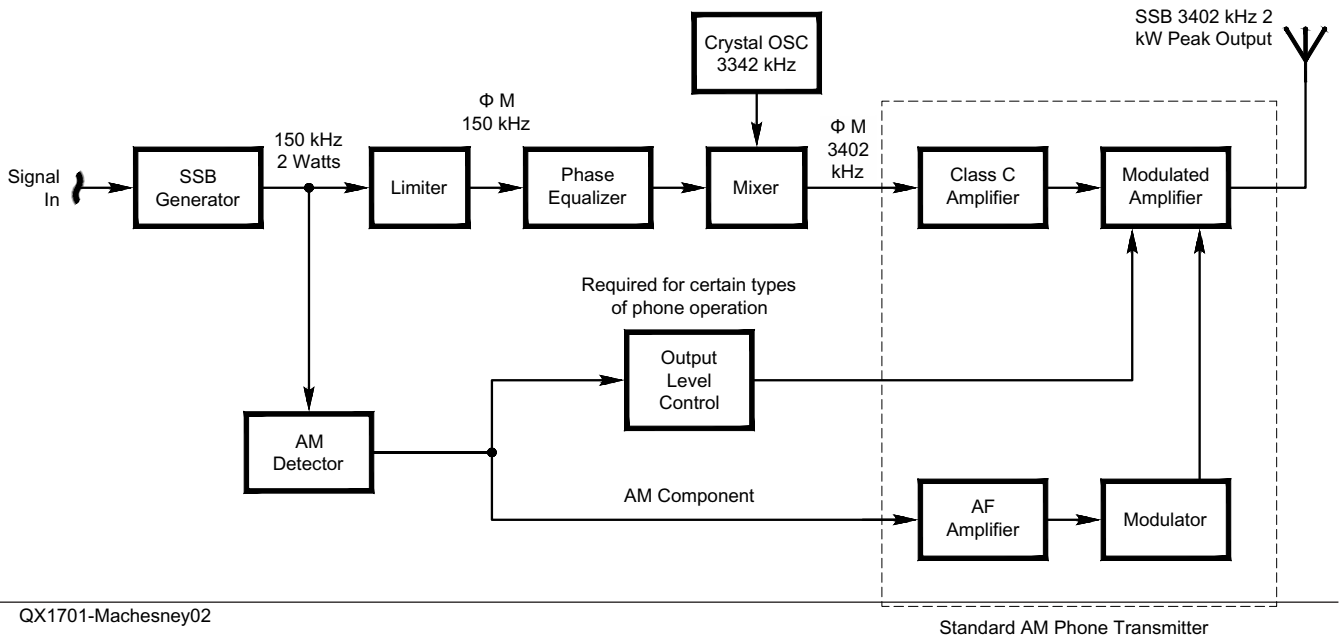 SSB 3402 kHz 2
kW Peak Output
Crystal OSC
3342 kHz
Φ M
150 kHz
150 kHz
2 Watts
Φ M
3402
kHz
Signal
In
SSB
Generator
Limiter
Phase
Equalizer
Mixer
Class C
Amplifier
Modulated
Amplifier
Required for certain types
of phone operation
Output
Level
Control
AM
Detector
AM Component
AF
Amplifier
Modulator
QX1701-Machesney02
Standard AM Phone Transmitter